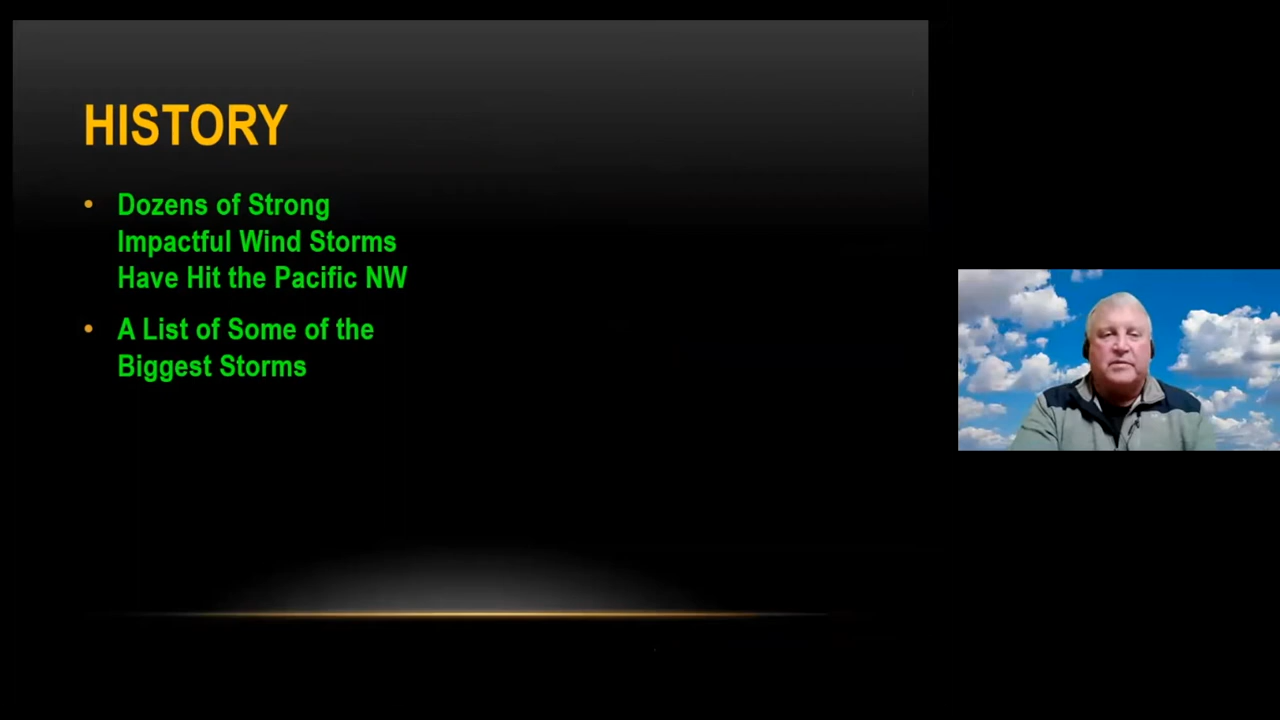 HISTORY
• Dozens of Strong
Impactful Wind Storms
Have Hit the Pacific NW
• A List of Some of the
Biggest Storms